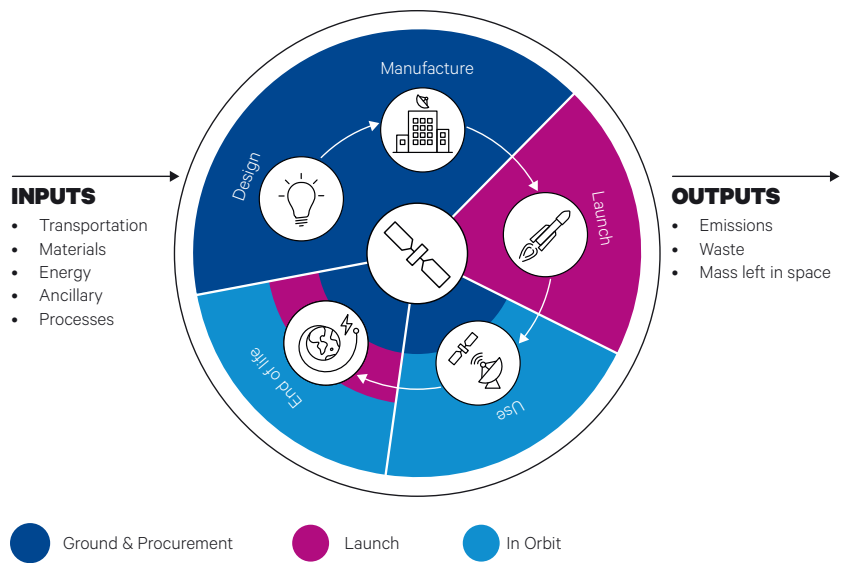 Manufacture
Design
Launch
INPUTS
• Transportation
• Materials
• Energy
• Ancillary
• Processes
OUTPUTS
• Emissions
• Waste
• Mass left in space
End of life
Use
Ground & Procurement
Launch
In Orbit